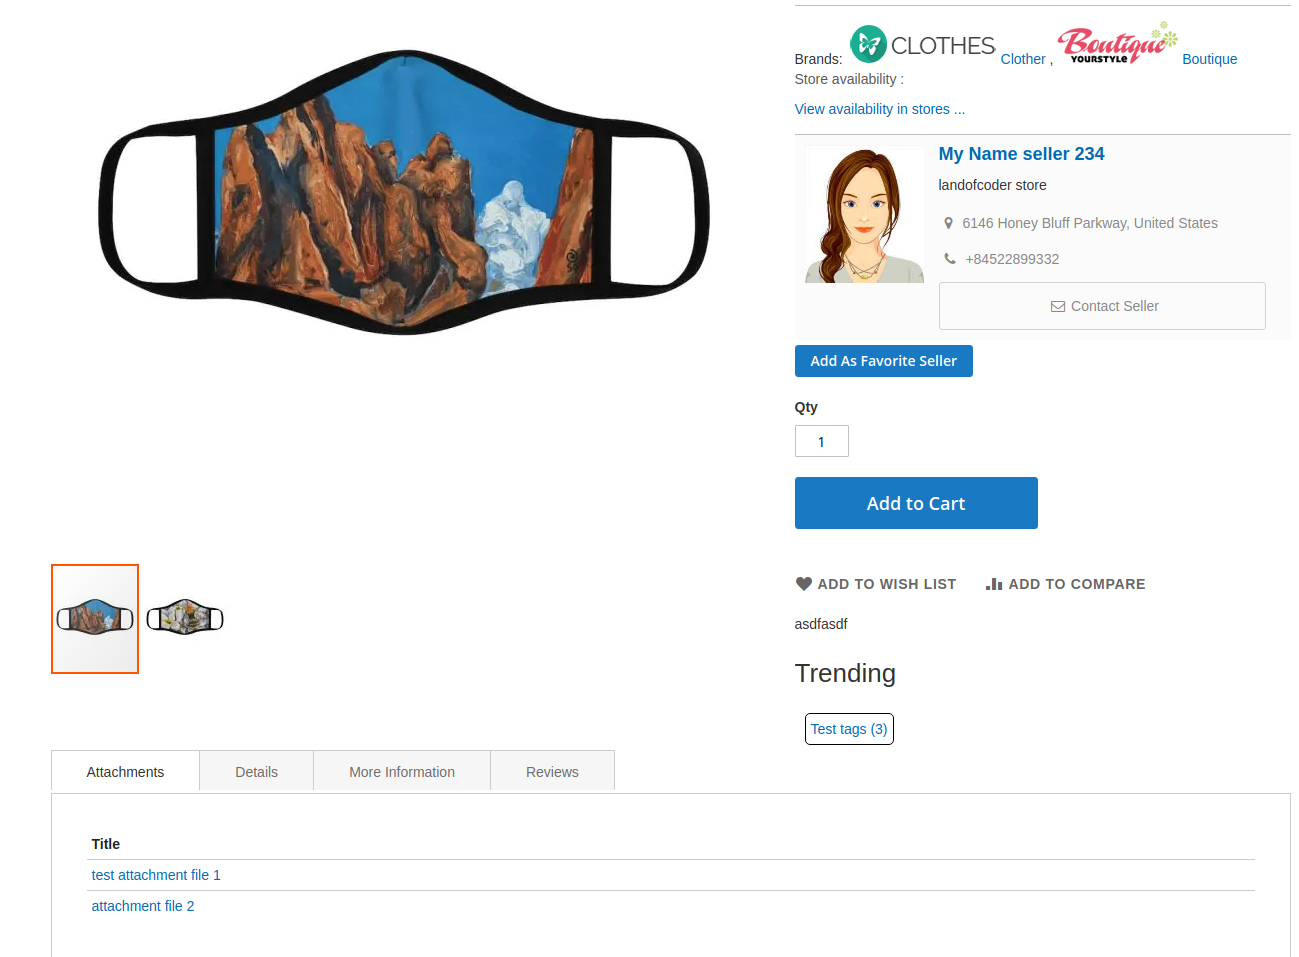 Brands: CLOTHES Clother , Boutique YOURSTYLE Boutique
Store availability :
View availability in stores ...
My Name seller 234
landofcoder store
6146 Honey Bluff Parkway, United States
+84522899332
Contact Seller
Add As Favorite Seller
Qty
1
Add to Cart
ADD TO WISH LIST ADD TO COMPARE
asdfasdf
Trending
Test tags (3)
Attachments Details More Information Reviews
Title
test attachment file 1
attachment file 2